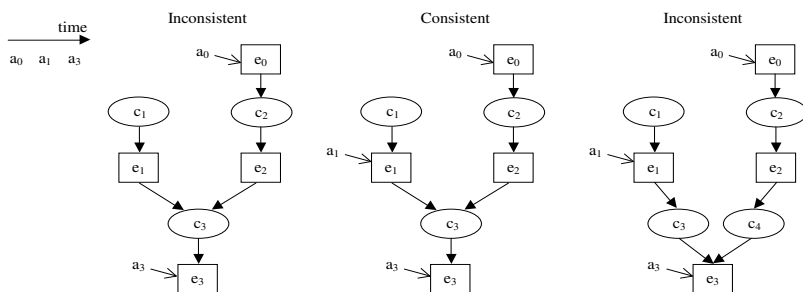 time
a0 a1 a3
Inconsistent
a0
e0
c1
c2
e1
e2
c3
a3
e3
Consistent
a0
e0
c1
c2
a1
e1
e2
c3
a3
e3
Inconsistent
a0
e0
c1
c2
a1
e1
e2
c3
c4
a3
e3